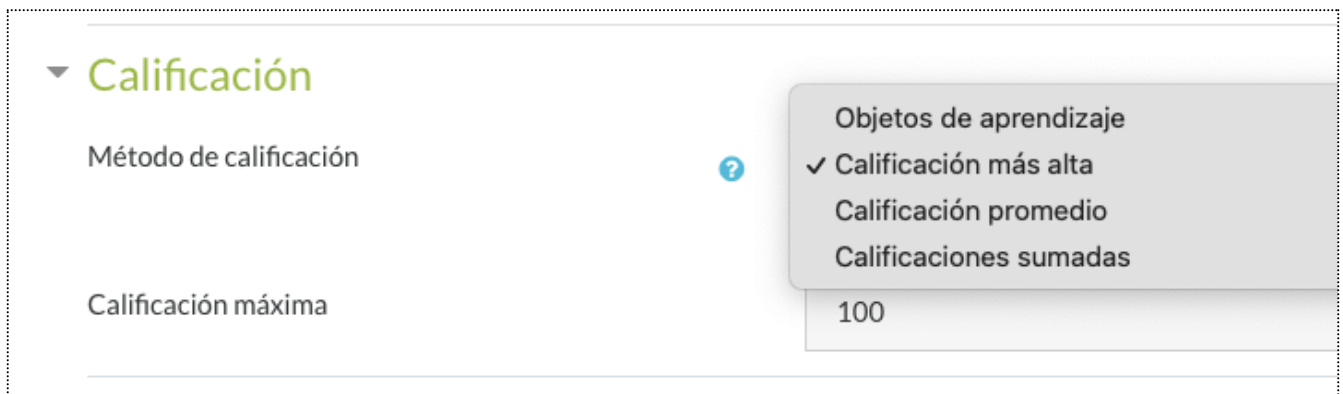 Calificación
Método de calificación
Objetos de aprendizaje
Calificación más alta
Calificación promedio
Calificaciones sumadas
Calificación máxima
100